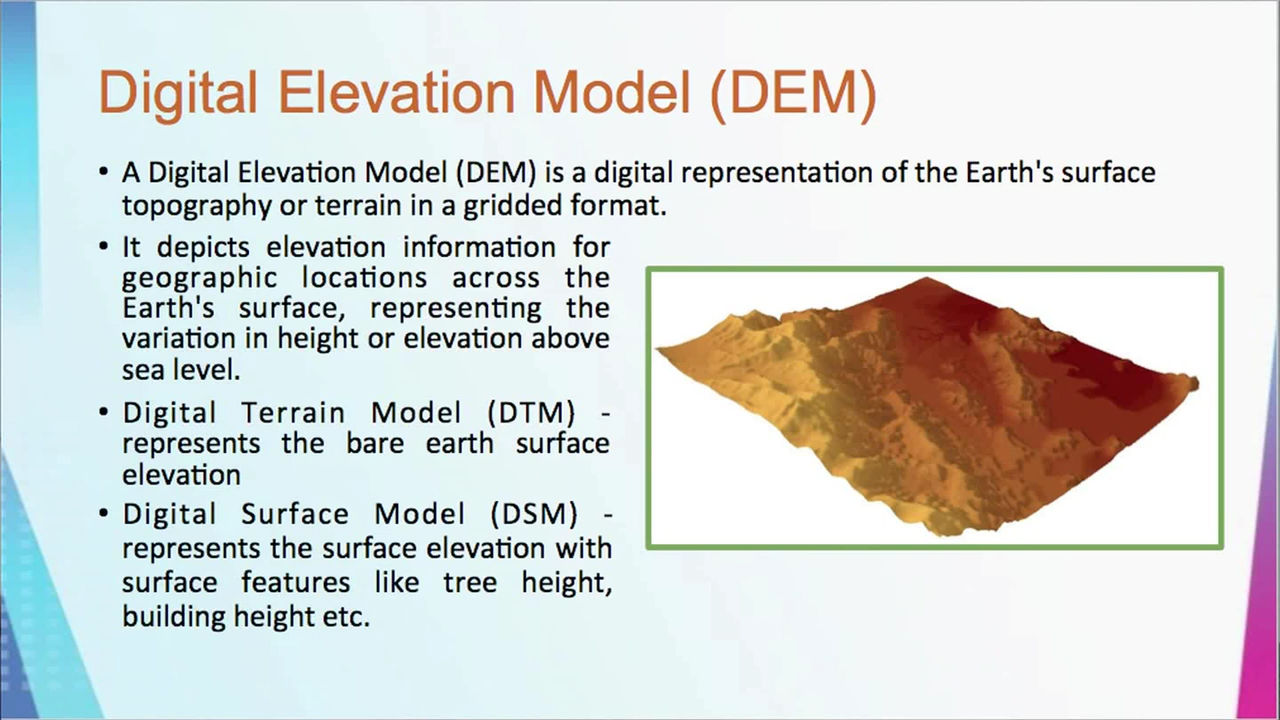 Digital Elevation Model (DEM)
• A Digital Elevation Model (DEM) is a digital representation of the Earth's surface
topography or terrain in a gridded format.
• It depicts elevation information for
geographic locations across the
Earth's surface, representing the
variation in height or elevation above
sea level.
• Digital Terrain Model (DTM) -
represents the bare earth surface
elevation
• Digital Surface Model (DSM) -
represents the surface elevation with
surface features like tree height,
building height etc.